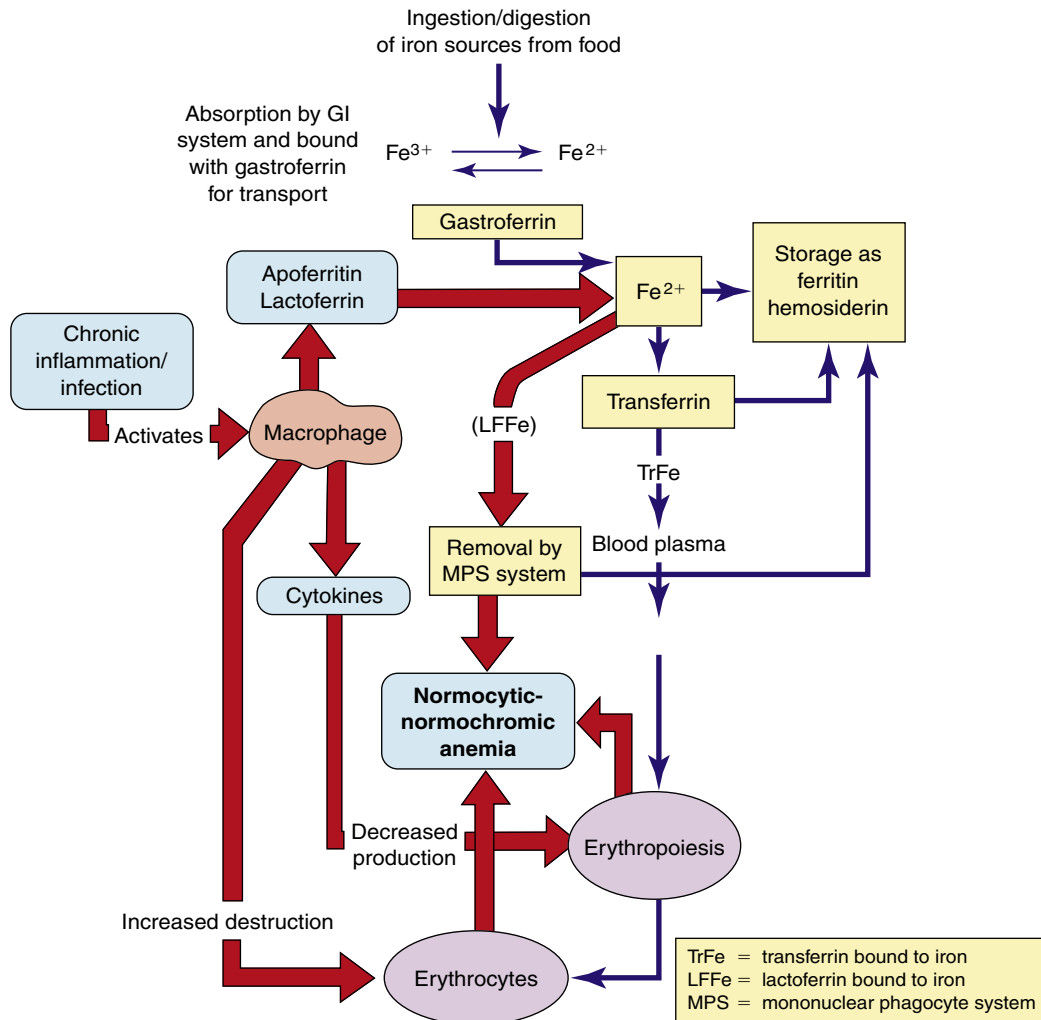 Ingestion/digestion
of iron sources from food
Absorption by GI
system and bound
with gastroferrin
for transport
Fe³⁺
Fe²⁺
Gastroferrin
Apoferritin
Lactoferrin
Fe²⁺
Storage as
ferritin
hemosiderin
Chronic
inflammation/
infection
Activates
Macrophage
(LFFe)
Transferrin
TrFe
Blood plasma
Removal by
MPS system
Cytokines
Normocytic-
normochromic
anemia
Decreased
production
Erythropoiesis
Increased destruction
Erythrocytes
TrFe = transferrin bound to iron
LFFe = lactoferrin bound to iron
MPS = mononuclear phagocyte system